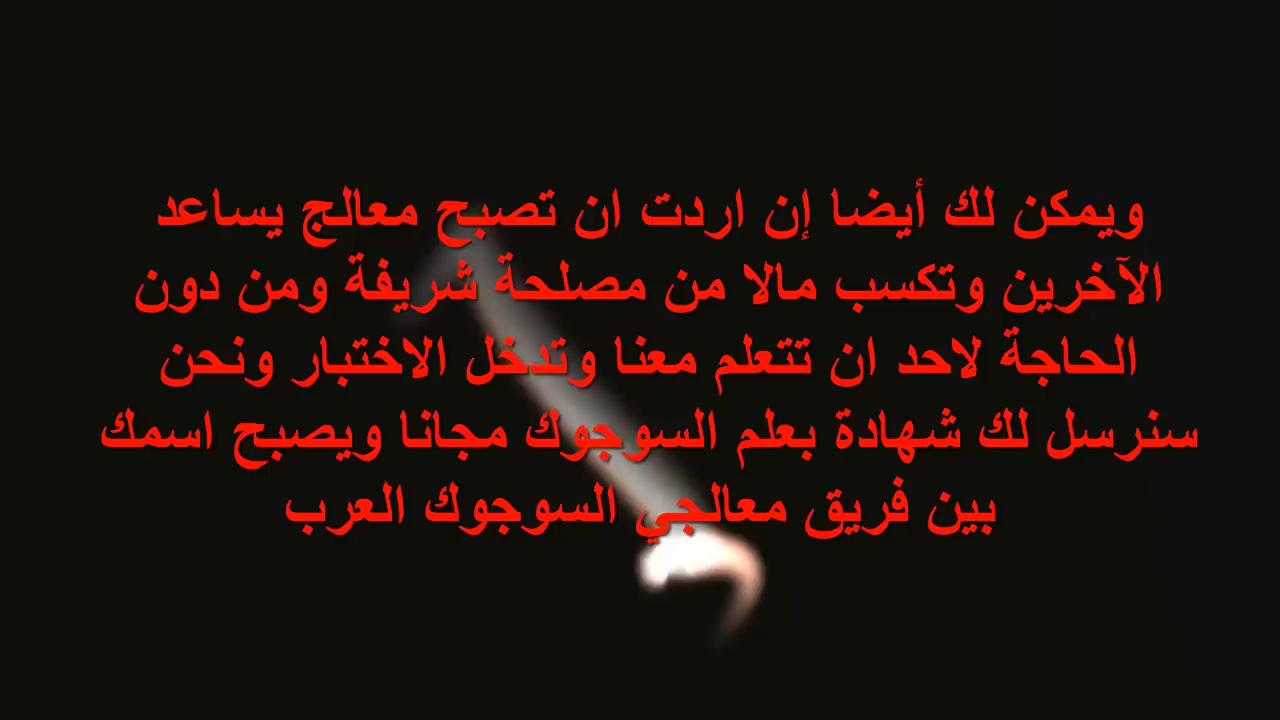 ويمكن لك أيضا إن اردت ان تصبح معالج يساعد
الآخرين وتكسب مالا من مصلحة شريفة ومن دون
الحاجة لاحد ان تتعلم معنا وتدخل الاختبار ونحن
سنرسل لك شهادة بعلم السوجوك مجانا ويصبح اسمك
بين فريق معالجي السوجوك العرب